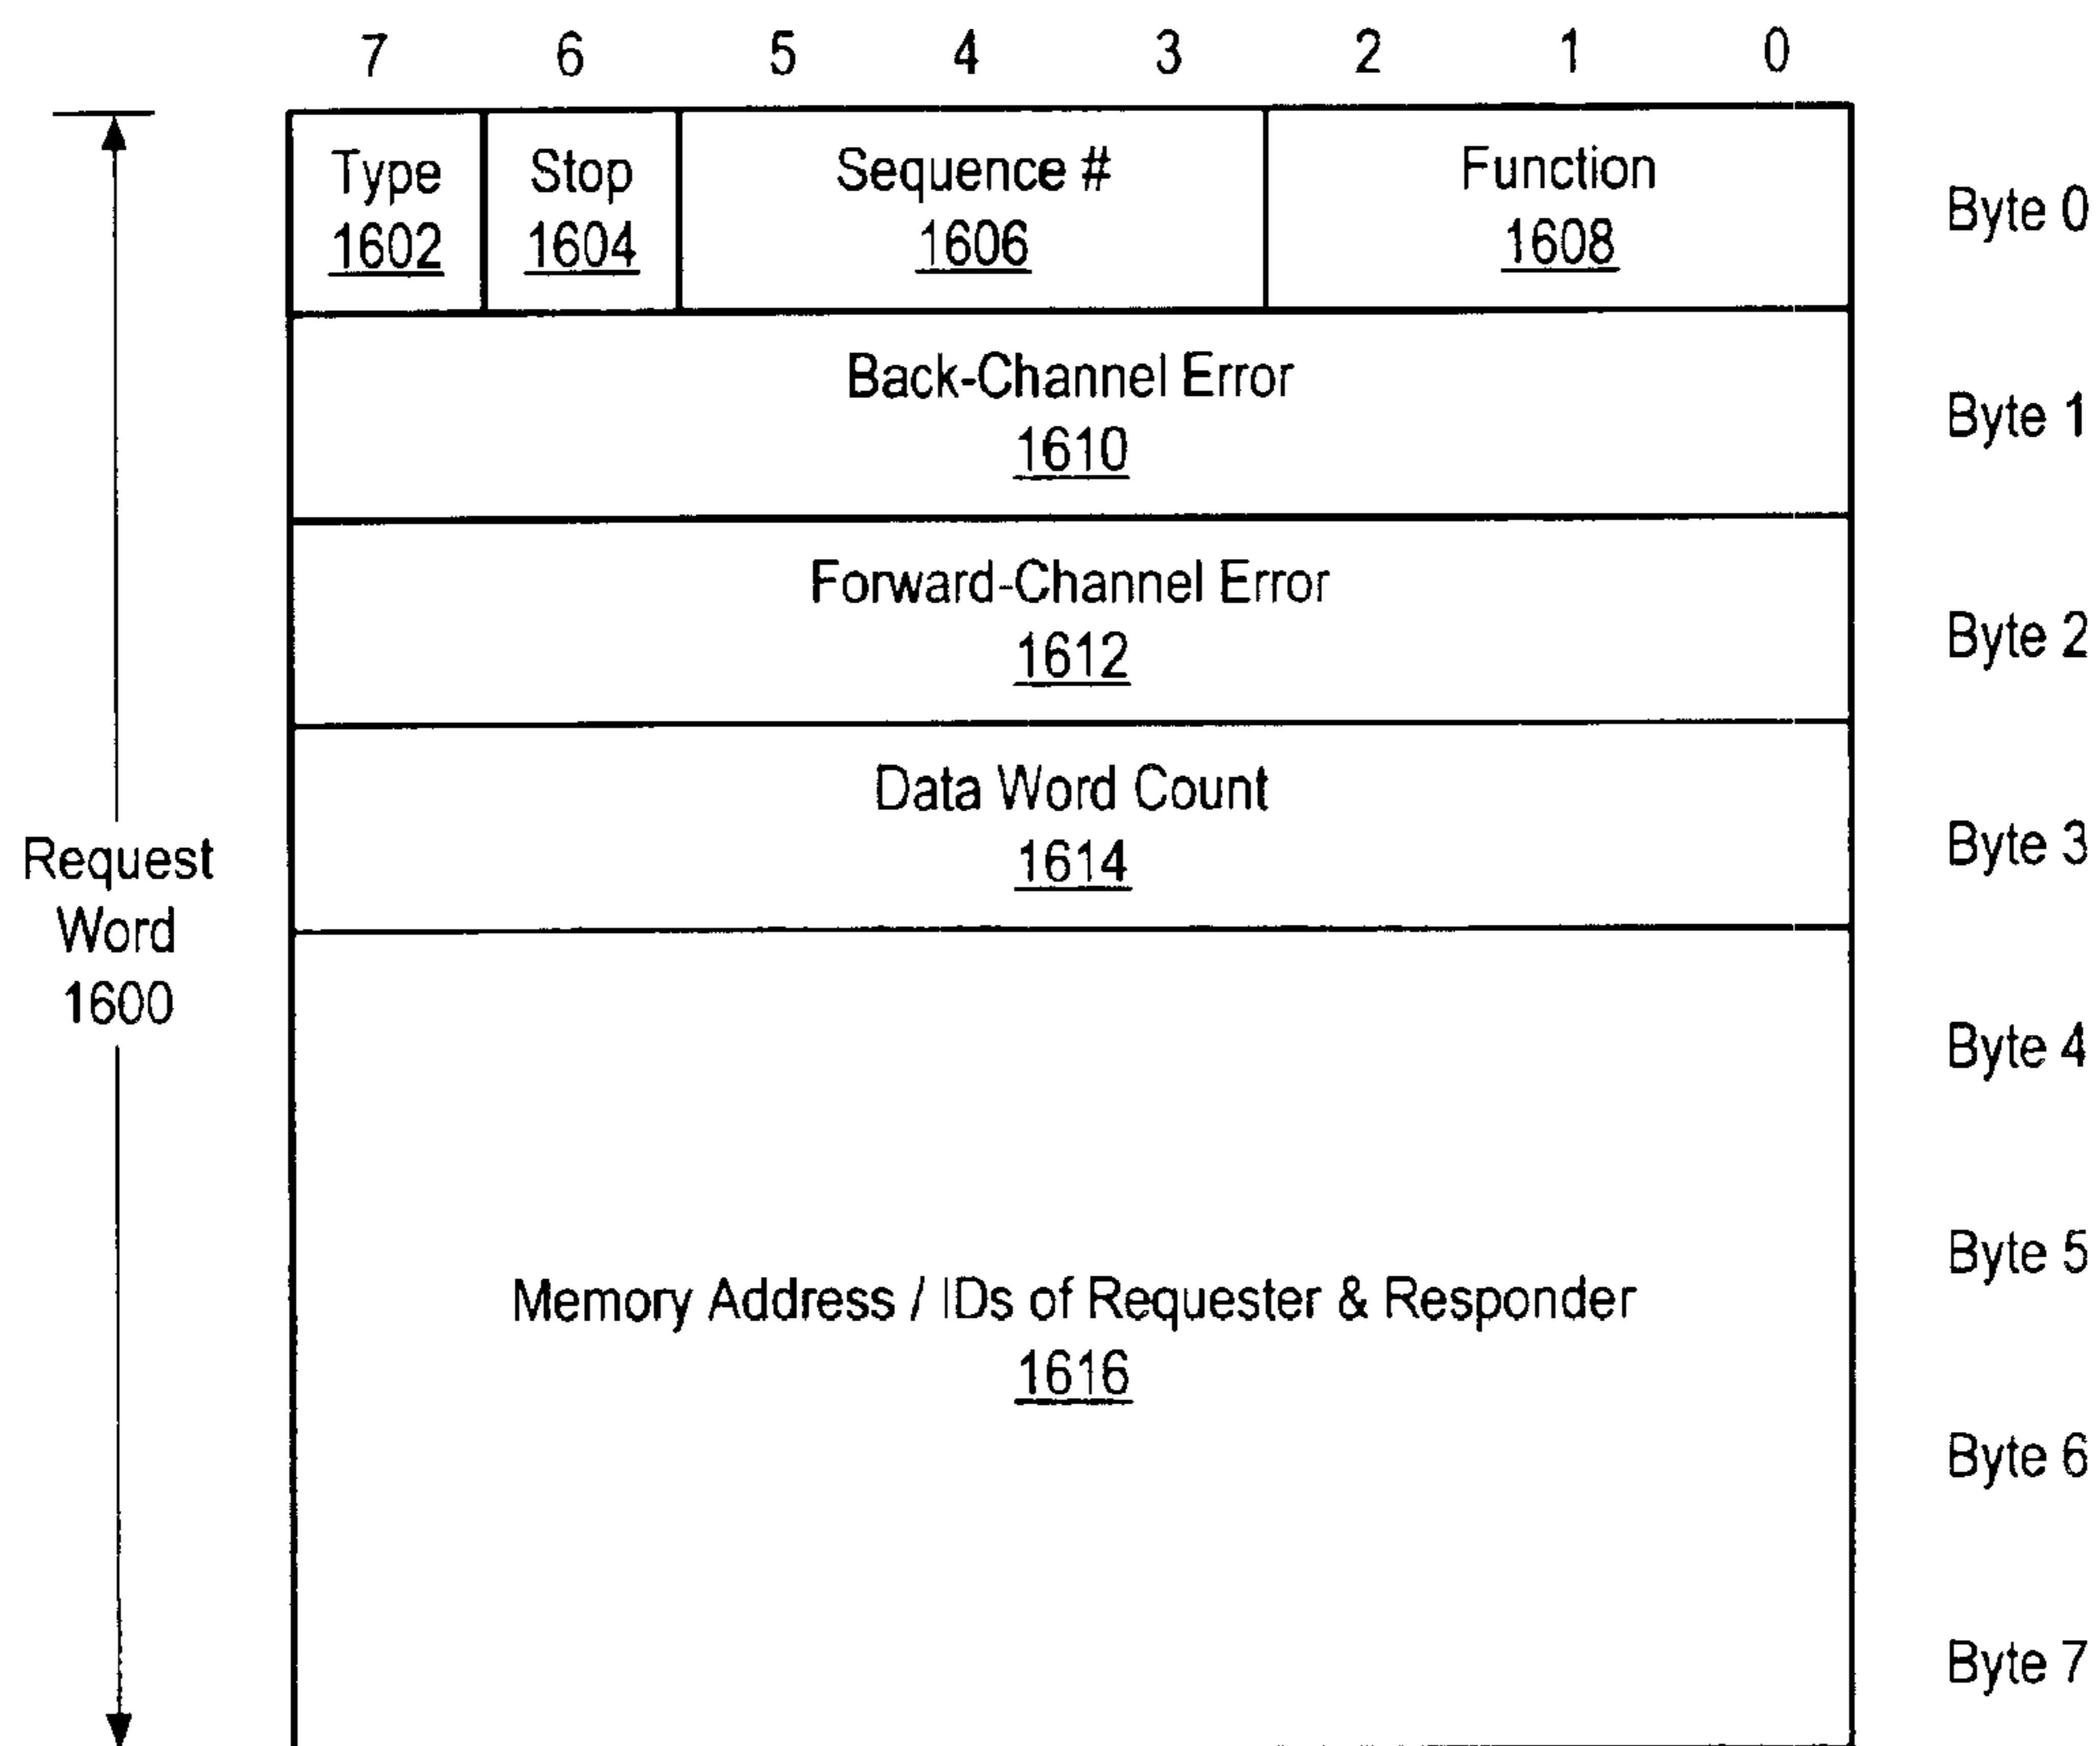 7 6 5 4 3 2 1 0
Type Stop Sequence # Function
1602 1604 1606 1608
Byte 0
Back-Channel Error
1610
Byte 1
Forward-Channel Error
1612
Byte 2
Data Word Count
1614
Byte 3
Request
Word
1600
Byte 4
Byte 5
Memory Address / IDs of Requester & Responder
1616
Byte 6
Byte 7